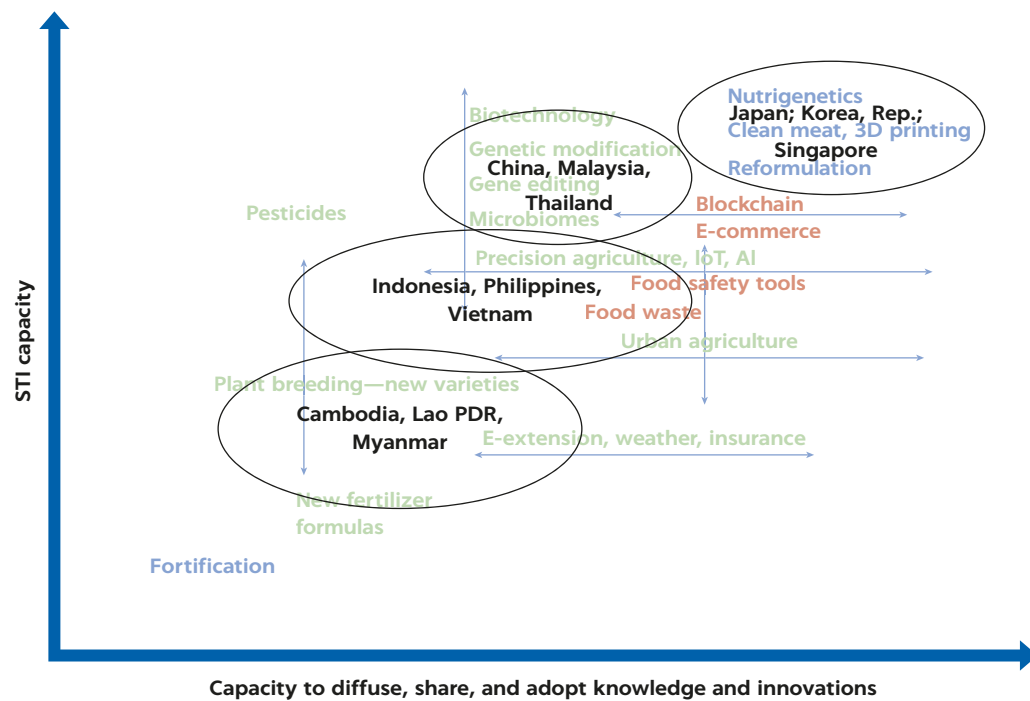 Nutrigenetics
Japan; Korea, Rep.;
Clean meat, 3D printing
Singapore
Reformulation
Biotechnology
Genetic modification
China, Malaysia,
Gene editing
Thailand
Microbiomes
Pesticides
Blockchain
E-commerce
Precision agriculture, IoT, AI
Indonesia, Philippines,
Vietnam
Food safety tools
Food waste
Urban agriculture
Plant breeding—new varieties
Cambodia, Lao PDR,
Myanmar
E-extension, weather, insurance
New fertilizer
formulas
Fortification
STI capacity
Capacity to diffuse, share, and adopt knowledge and innovations